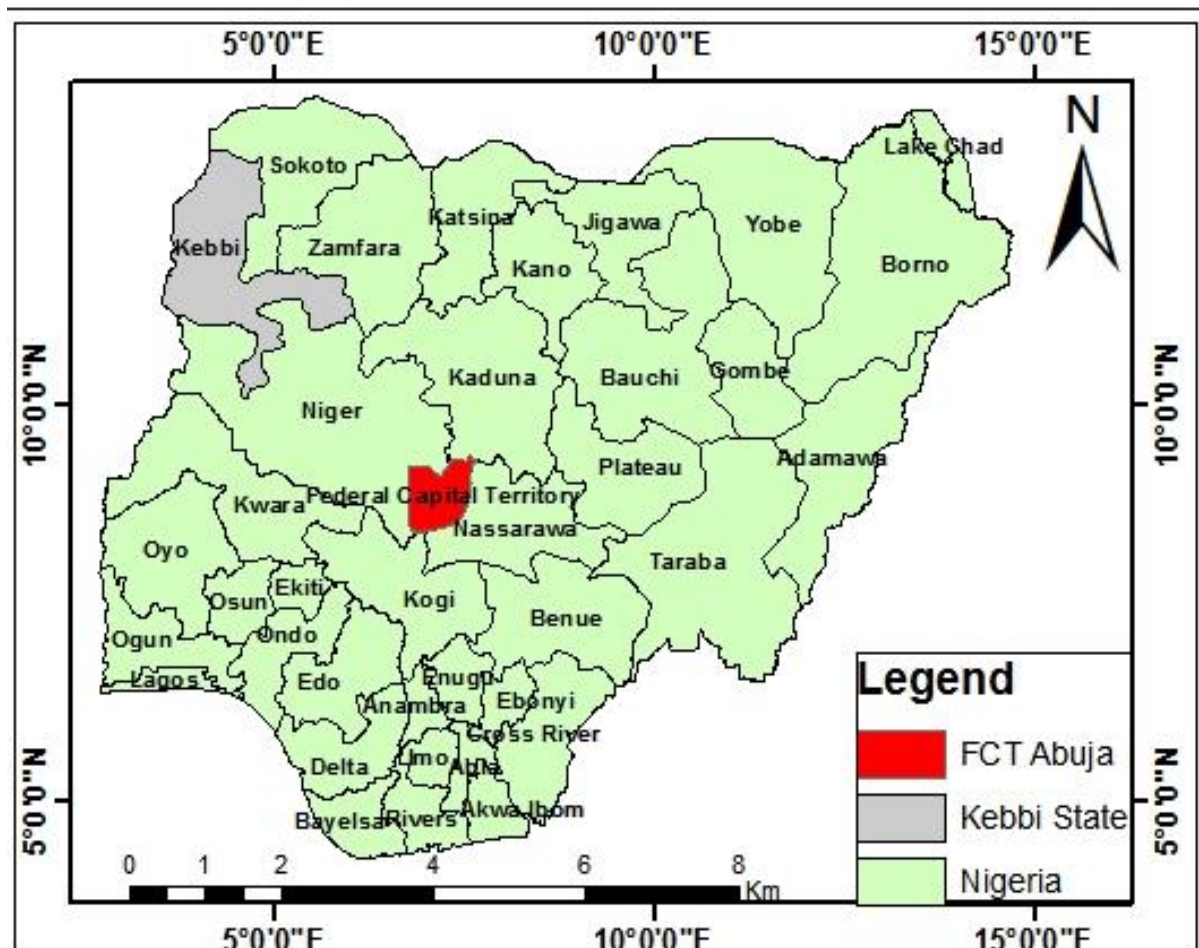 5°0'0"E 10°0'0"E 15°0'0"E
N
Lake Chad
Sokoto
Katsina Jigawa Yobe
Kebbi Zamfara
Kano Borno
Kaduna Bauchi Gombe
Niger
10°0'0"N 10°0'0"N
Adamawa
Plateau
Federal Capital Territory
Kwara Nassarawa
Oyo Taraba
Osun Ekiti Kogi
Benue
Ogun Ondo
Lagos Edo Enugu
Anambra Ebonyi
Cross River
Delta Imo Abia
Bayelsa Rivers Akwa Ibom
5°0'0"N 5°0'0"N
Legend
FCT Abuja
Kebbi State
Nigeria
0 1 2 4 6 8
Km
5°0'0"E 10°0'0"E 15°0'0"E